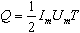 Q = 1/2 I_m U_m T